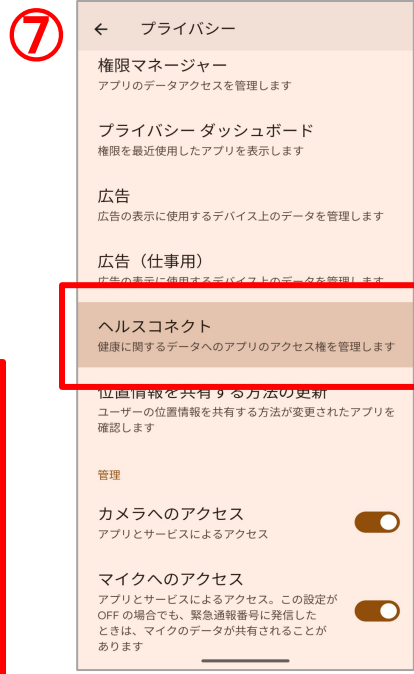 ⑦
← プライバシー
権限マネージャー
アプリのデータアクセスを管理します
プライバシー ダッシュボード
権限を最近使用したアプリを表示します
広告
広告の表示に使用するデバイス上のデータを管理します
広告（仕事用）
広告の表示に使用するデバイス上のデータを管理します
ヘルスコネクト
健康に関するデータへのアプリのアクセス権を管理します
位置情報を共有する方法の更新
ユーザーの位置情報を共有する方法が変更されたアプリを
確認します
管理
カメラへのアクセス
アプリとサービスによるアクセス
マイクへのアクセス
アプリとサービスによるアクセス。この設定が
OFF の場合でも、緊急通報番号に発信した
ときは、マイクのデータが共有されることが
あります